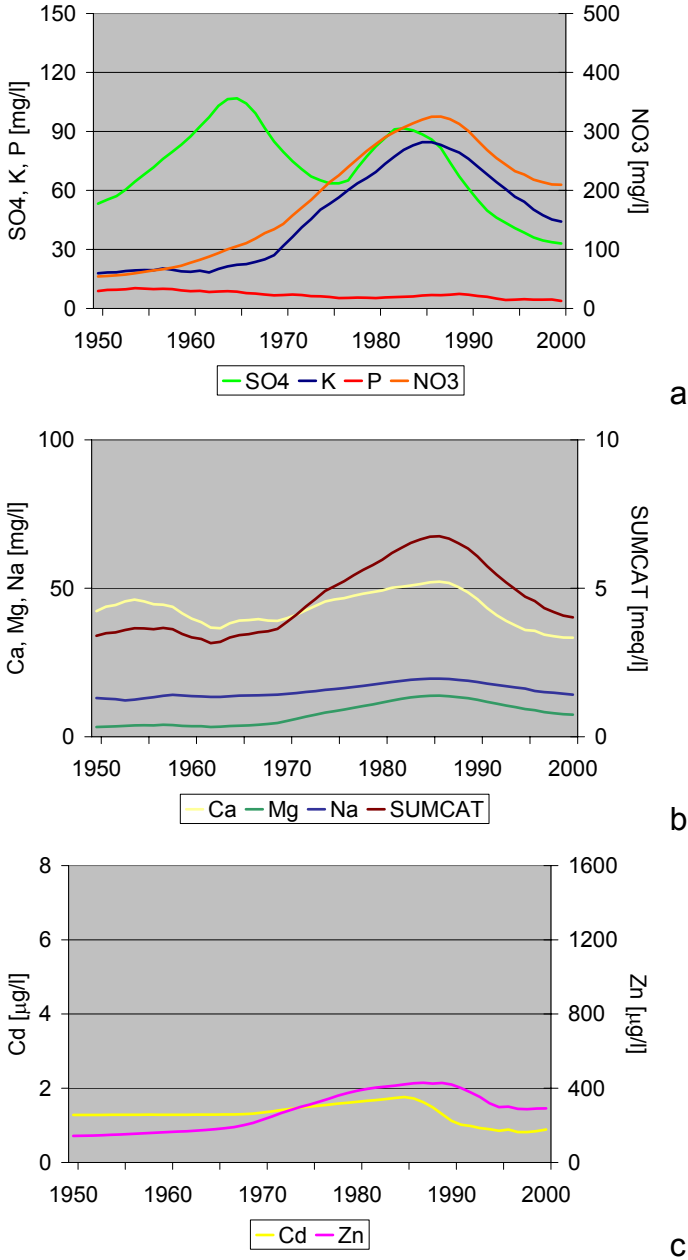 150
120
90
60
30
0
SO4, K, P [mg/l]
500
400
300
200
100
0
NO3 [mg/l]
1950 1960 1970 1980 1990 2000
SO4 K P NO3
a
100
50
0
Ca, Mg, Na [mg/l]
10
5
0
SUMCAT [meq/l]
1950 1960 1970 1980 1990 2000
Ca Mg Na SUMCAT
b
8
6
4
2
0
Cd [µg/l]
1600
1200
800
400
0
Zn [µg/l]
1950 1960 1970 1980 1990 2000
Cd Zn
c